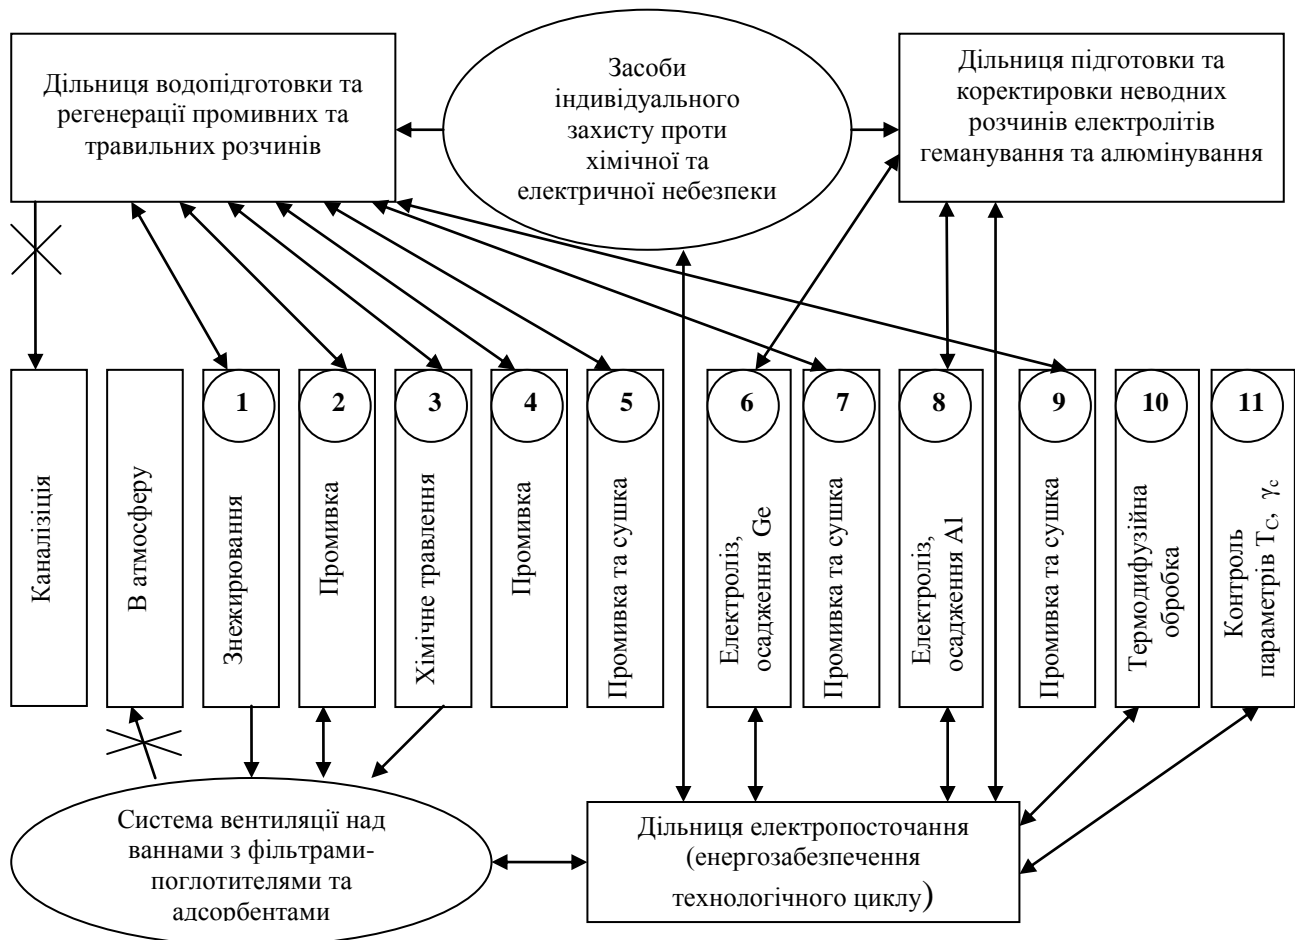 Дільниця водопідготовки та
регенерації промивних та
травильних розчинів
Засоби
індивідуального
захисту проти
хімічної та
електричної небезпеки
Дільниця підготовки та
коректировки неводних
розчинів електролітів
геманування та алюмінування
Каналізіція
В атмосферу
1
Знежирювання
2
Промивка
3
Хімічне травлення
4
Промивка
5
Промивка та сушка
6
Електроліз,
осадження Ge
7
Промивка та сушка
8
Електроліз,
осадження Al
9
Промивка та сушка
10
Термодифузійна
обробка
11
Контроль
параметрів TC, γc
Система вентиляції над
ваннами з фільтрами-
поглотителями та
адсорбентами
Дільниця електропосточання
(енергозабезпечення
технологічного циклу)